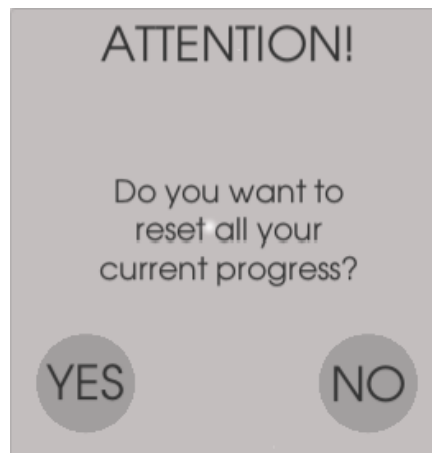 ATTENTION!
Do you want to
reset all your
current progress?
YES
NO